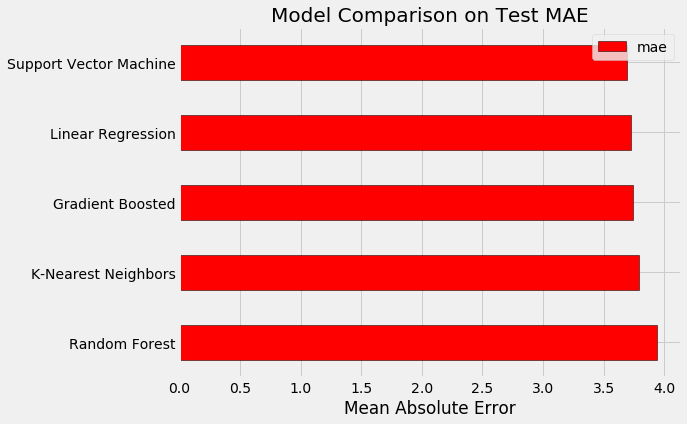 Model Comparison on Test MAE
mae
Support Vector Machine
Linear Regression
Gradient Boosted
K-Nearest Neighbors
Random Forest
0.0 0.5 1.0 1.5 2.0 2.5 3.0 3.5 4.0
Mean Absolute Error